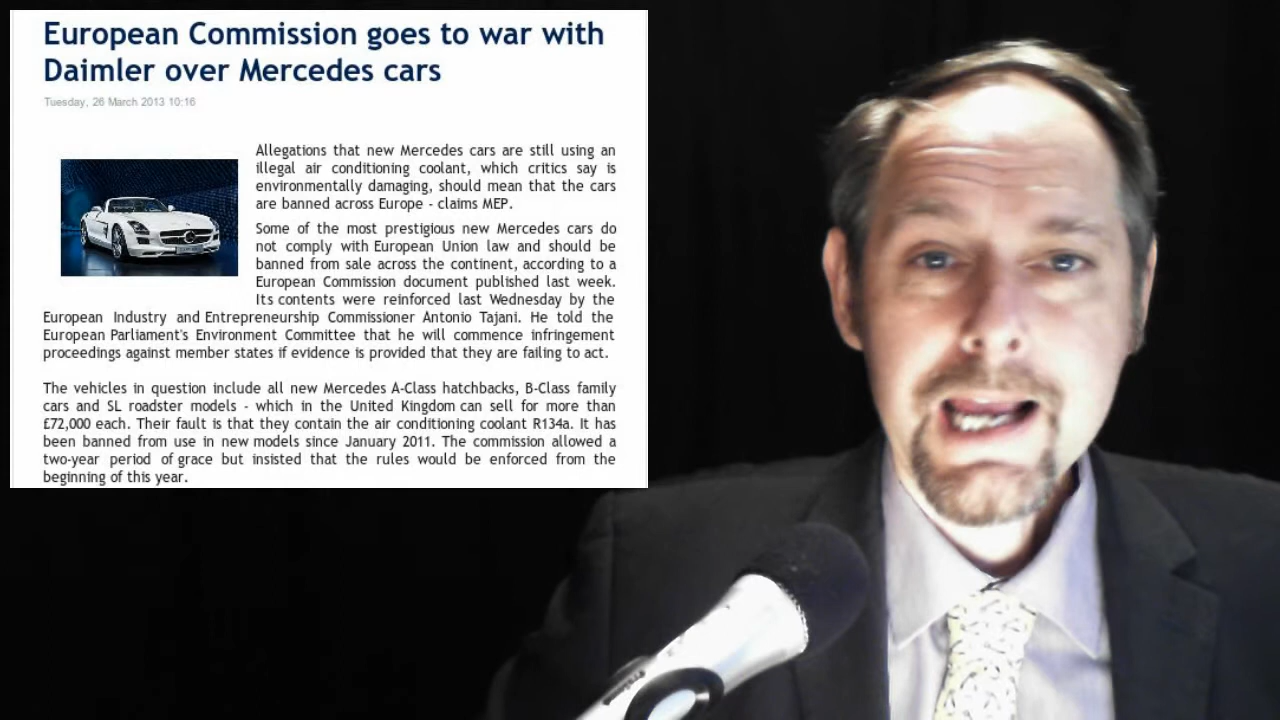 European Commission goes to war with
Daimler over Mercedes cars
Tuesday, 26 March 2013 10:16
Allegations that new Mercedes cars are still using an
illegal air conditioning coolant, which critics say is
environmentally damaging, should mean that the cars
are banned across Europe - claims MEP.
Some of the most prestigious new Mercedes cars do
not comply with European Union law and should be
banned from sale across the continent, according to a
European Commission document published last week.
Its contents were reinforced last Wednesday by the
European Industry and Entrepreneurship Commissioner Antonio Tajani. He told the
European Parliament's Environment Committee that he will commence infringement
proceedings against member states if evidence is provided that they are failing to act.
The vehicles in question include all new Mercedes A-Class hatchbacks, B-Class family
cars and SL roadster models - which in the United Kingdom can sell for more than
£72,000 each. Their fault is that they contain the air conditioning coolant R134a. It has
been banned from use in new models since January 2011. The commission allowed a
two-year period of grace but insisted that the rules would be enforced from the
beginning of this year.